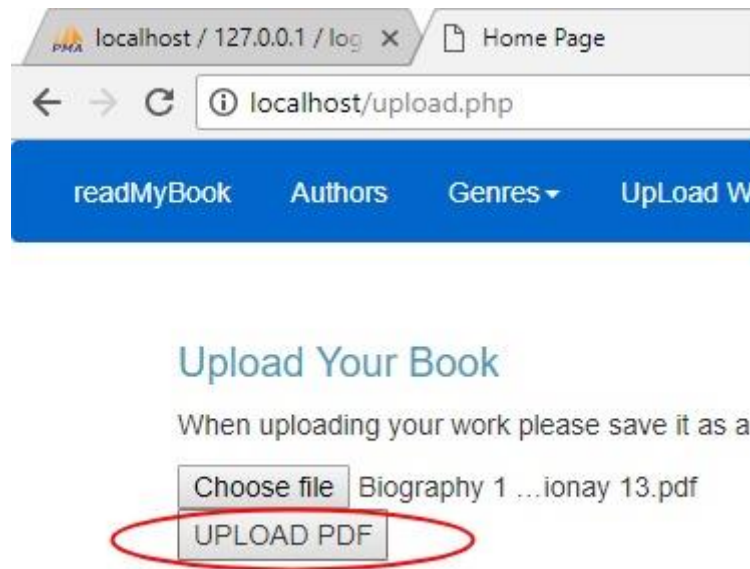 PMA localhost / 127.0.0.1 / log Home Page
localhost/upload.php
readMyBook Authors Genres UpLoad W
Upload Your Book
When uploading your work please save it as a
Choose file Biography 1 ...ionay 13.pdf
UPLOAD PDF